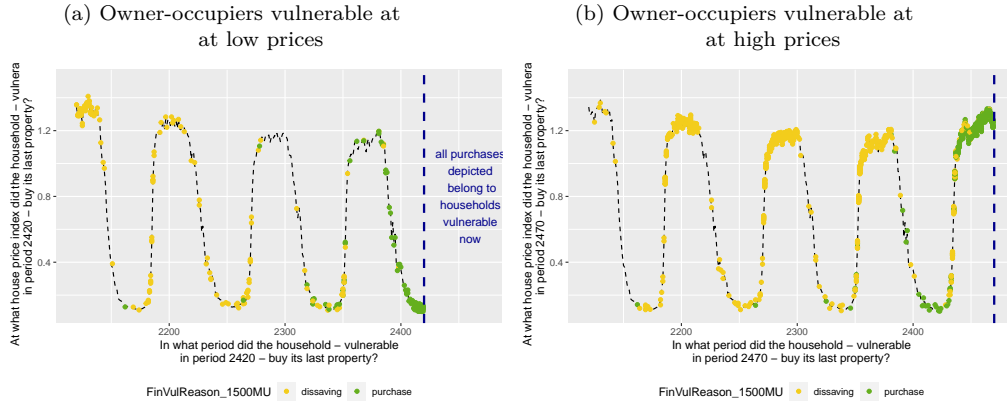 (a) Owner-occupiers vulnerable at
at low prices
At what house price index did the household – vulnera
in period 2420 – buy its last property?
1.2
0.8
0.4
all purchases
depicted
belong to
households
vulnerable
now
2200
2300
2400
In what period did the household – vulnerable
in period 2420 – buy its last property?
FinVulReason_1500MU dissaving purchase
(b) Owner-occupiers vulnerable at
at high prices
At what house price index did the household – vulnera
in period 2470 – buy its last property?
1.2
0.8
0.4
2200
2300
2400
In what period did the household – vulnerable
in period 2470 – buy its last property?
FinVulReason_1500MU dissaving purchase